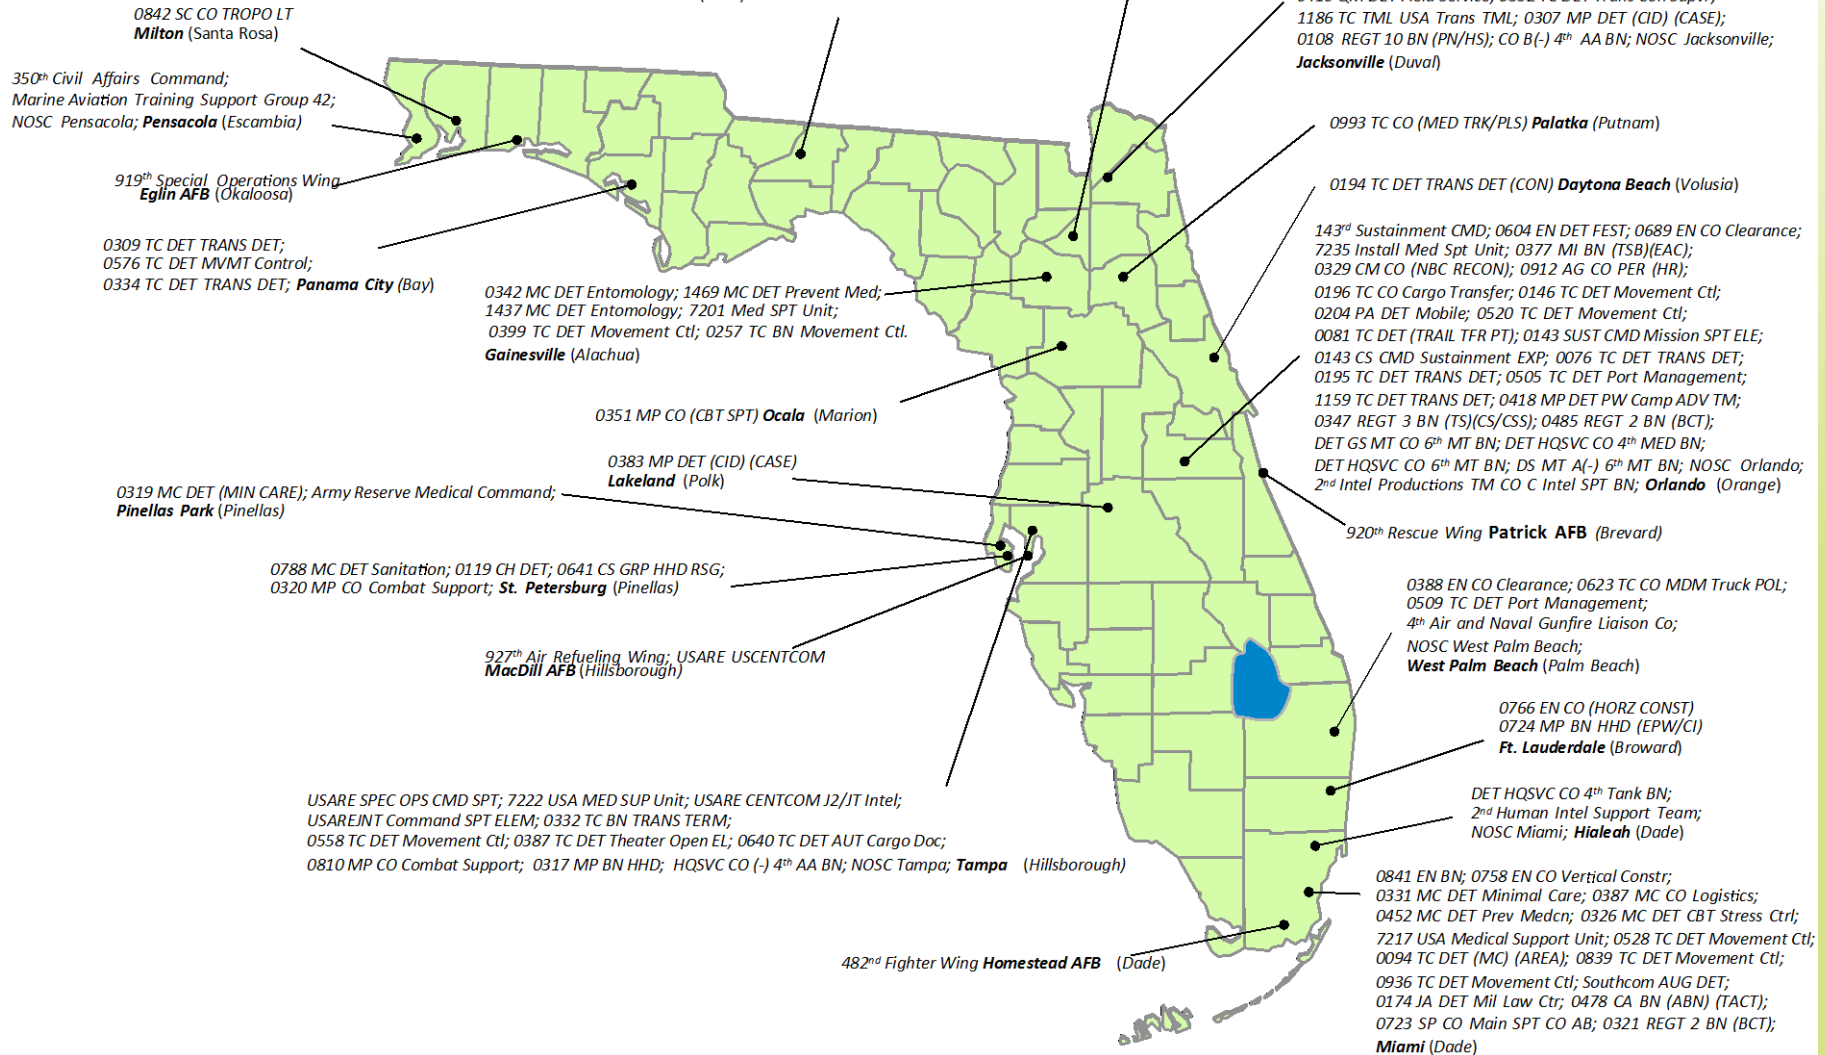 0842 SC CO TROPO LT
Milton (Santa Rosa)
350th Civil Affairs Command;
Marine Aviation Training Support Group 42;
NOSC Pensacola; Pensacola (Escambia)
919th Special Operations Wing
Eglin AFB (Okaloosa)
0309 TC DET TRANS DET;
0576 TC DET MVMT Control;
0334 TC DET TRANS DET; Panama City (Bay)
0342 MC DET Entomology; 1469 MC DET Prevent Med;
1437 MC DET Entomology; 7201 Med SPT Unit;
0399 TC DET Movement Ctl; 0257 TC BN Movement Ctl.
Gainesville (Alachua)
0351 MP CO (CBT SPT) Ocala (Marion)
0383 MP DET (CID) (CASE)
Lakeland (Polk)
0319 MC DET (MIN CARE); Army Reserve Medical Command;
Pinellas Park (Pinellas)
0788 MC DET Sanitation; 0119 CH DET; 0641 CS GRP HHD RSG;
0320 MP CO Combat Support; St. Petersburg (Pinellas)
927th Air Refueling Wing; USARE USCENTCOM
MacDill AFB (Hillsborough)
USARE SPEC OPS CMD SPT; 7222 USA MED SUP Unit; USARE CENTCOM J2/JT Intel;
USAREJNT Command SPT ELEM; 0332 TC BN TRANS TERM;
0558 TC DET Movement Ctl; 0387 TC DET Theater Open EL; 0640 TC DET AUT Cargo Doc;
0810 MP CO Combat Support; 0317 MP BN HHD; HQSVC CO (-) 4th AA BN; NOSC Tampa; Tampa (Hillsborough)
482nd Fighter Wing Homestead AFB (Dade)
1186 TC TML USA Trans TML; 0307 MP DET (CID) (CASE);
0108 REGT 10 BN (PN/HS); CO B(-) 4th AA BN; NOSC Jacksonville;
Jacksonville (Duval)
0993 TC CO (MED TRK/PLS) Palatka (Putnam)
0194 TC DET TRANS DET (CON) Daytona Beach (Volusia)
143rd Sustainment CMD; 0604 EN DET FEST; 0689 EN CO Clearance;
7235 Install Med Spt Unit; 0377 MI BN (TSB)(EAC);
0329 CM CO (NBC RECON); 0912 AG CO PER (HR);
0196 TC CO Cargo Transfer; 0146 TC DET Movement Ctl;
0204 PA DET Mobile; 0520 TC DET Movement Ctl;
0081 TC DET (TRAIL TFR PT); 0143 SUST CMD Mission SPT ELE;
0143 CS CMD Sustainment EXP; 0076 TC DET TRANS DET;
0195 TC DET TRANS DET; 0505 TC DET Port Management;
1159 TC DET TRANS DET; 0418 MP DET PW Camp ADV TM;
0347 REGT 3 BN (TS)(CS/CSS); 0485 REGT 2 BN (BCT);
DET GS MT CO 6th MT BN; DET HQSVC CO 4th MED BN;
DET HQSVC CO 6th MT BN; DS MT A(-) 6th MT BN; NOSC Orlando;
2nd Intel Productions TM CO C Intel SPT BN; Orlando (Orange)
920th Rescue Wing Patrick AFB (Brevard)
0388 EN CO Clearance; 0623 TC CO MDM Truck POL;
0509 TC DET Port Management;
4th Air and Naval Gunfire Liaison Co;
NOSC West Palm Beach;
West Palm Beach (Palm Beach)
0766 EN CO (HORZ CONST)
0724 MP BN HHD (EPW/CI)
Ft. Lauderdale (Broward)
DET HQSVC CO 4th Tank BN;
2nd Human Intel Support Team;
NOSC Miami; Hialeah (Dade)
0841 EN BN; 0758 EN CO Vertical Constr;
0331 MC DET Minimal Care; 0387 MC CO Logistics;
0452 MC DET Prev Medcn; 0326 MC DET CBT Stress Ctrl;
7217 USA Medical Support Unit; 0528 TC DET Movement Ctl;
0094 TC DET (MC) (AREA); 0839 TC DET Movement Ctl;
0936 TC DET Movement Ctl; Southcom AUG DET;
0174 JA DET Mil Law Ctr; 0478 CA BN (ABN) (TACT);
0723 SP CO Main SPT CO AB; 0321 REGT 2 BN (BCT);
Miami (Dade)